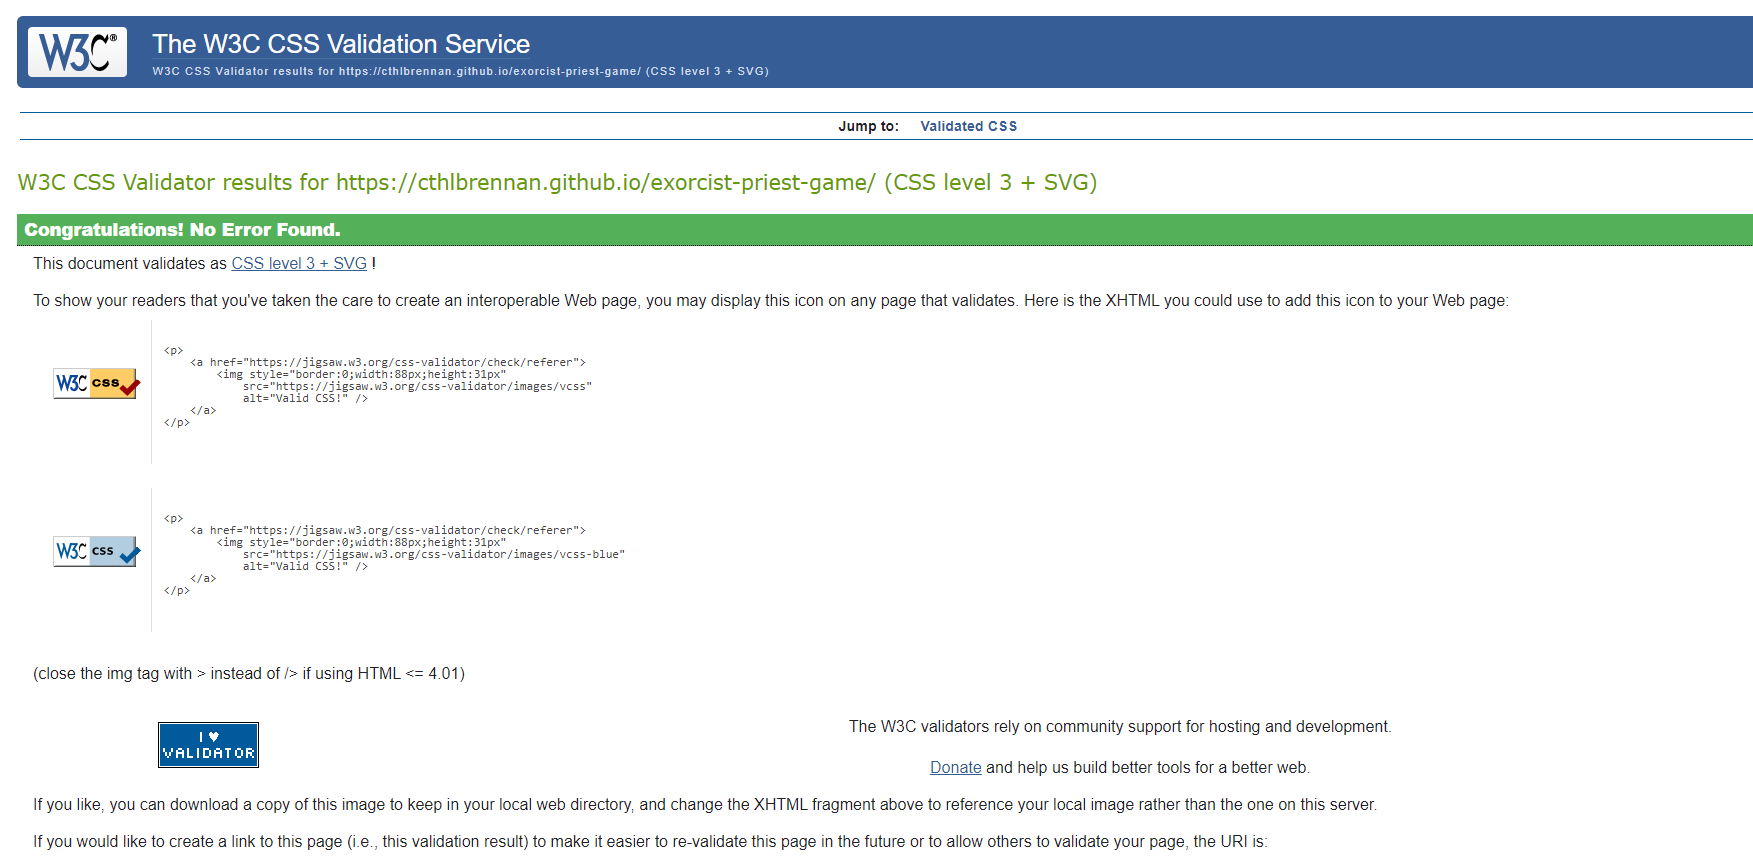 W3C®
The W3C CSS Validation Service
W3C CSS Validator results for https://cthlbrennan.github.io/exorcist-priest-game/ (CSS level 3 + SVG)
Jump to: Validated CSS
W3C CSS Validator results for https://cthlbrennan.github.io/exorcist-priest-game/ (CSS level 3 + SVG)
Congratulations! No Error Found.
This document validates as CSS level 3 + SVG !
To show your readers that you've taken the care to create an interoperable Web page, you may display this icon on any page that validates. Here is the XHTML you could use to add this icon to your Web page:
W3C css
<p>
<a href="https://jigsaw.w3.org/css-validator/check/referer">
<img style="border:0;width:88px;height:31px"
src="https://jigsaw.w3.org/css-validator/images/vcss"
alt="Valid CSS!" />
</a>
</p>
W3C css
<p>
<a href="https://jigsaw.w3.org/css-validator/check/referer">
<img style="border:0;width:88px;height:31px"
src="https://jigsaw.w3.org/css-validator/images/vcss-blue"
alt="Valid CSS!" />
</a>
</p>
(close the img tag with > instead of /> if using HTML <= 4.01)
I ♥
VALIDATOR
The W3C validators rely on community support for hosting and development.
Donate and help us build better tools for a better web.
If you like, you can download a copy of this image to keep in your local web directory, and change the XHTML fragment above to reference your local image rather than the one on this server.
If you would like to create a link to this page (i.e., this validation result) to make it easier to re-validate this page in the future or to allow others to validate your page, the URI is: